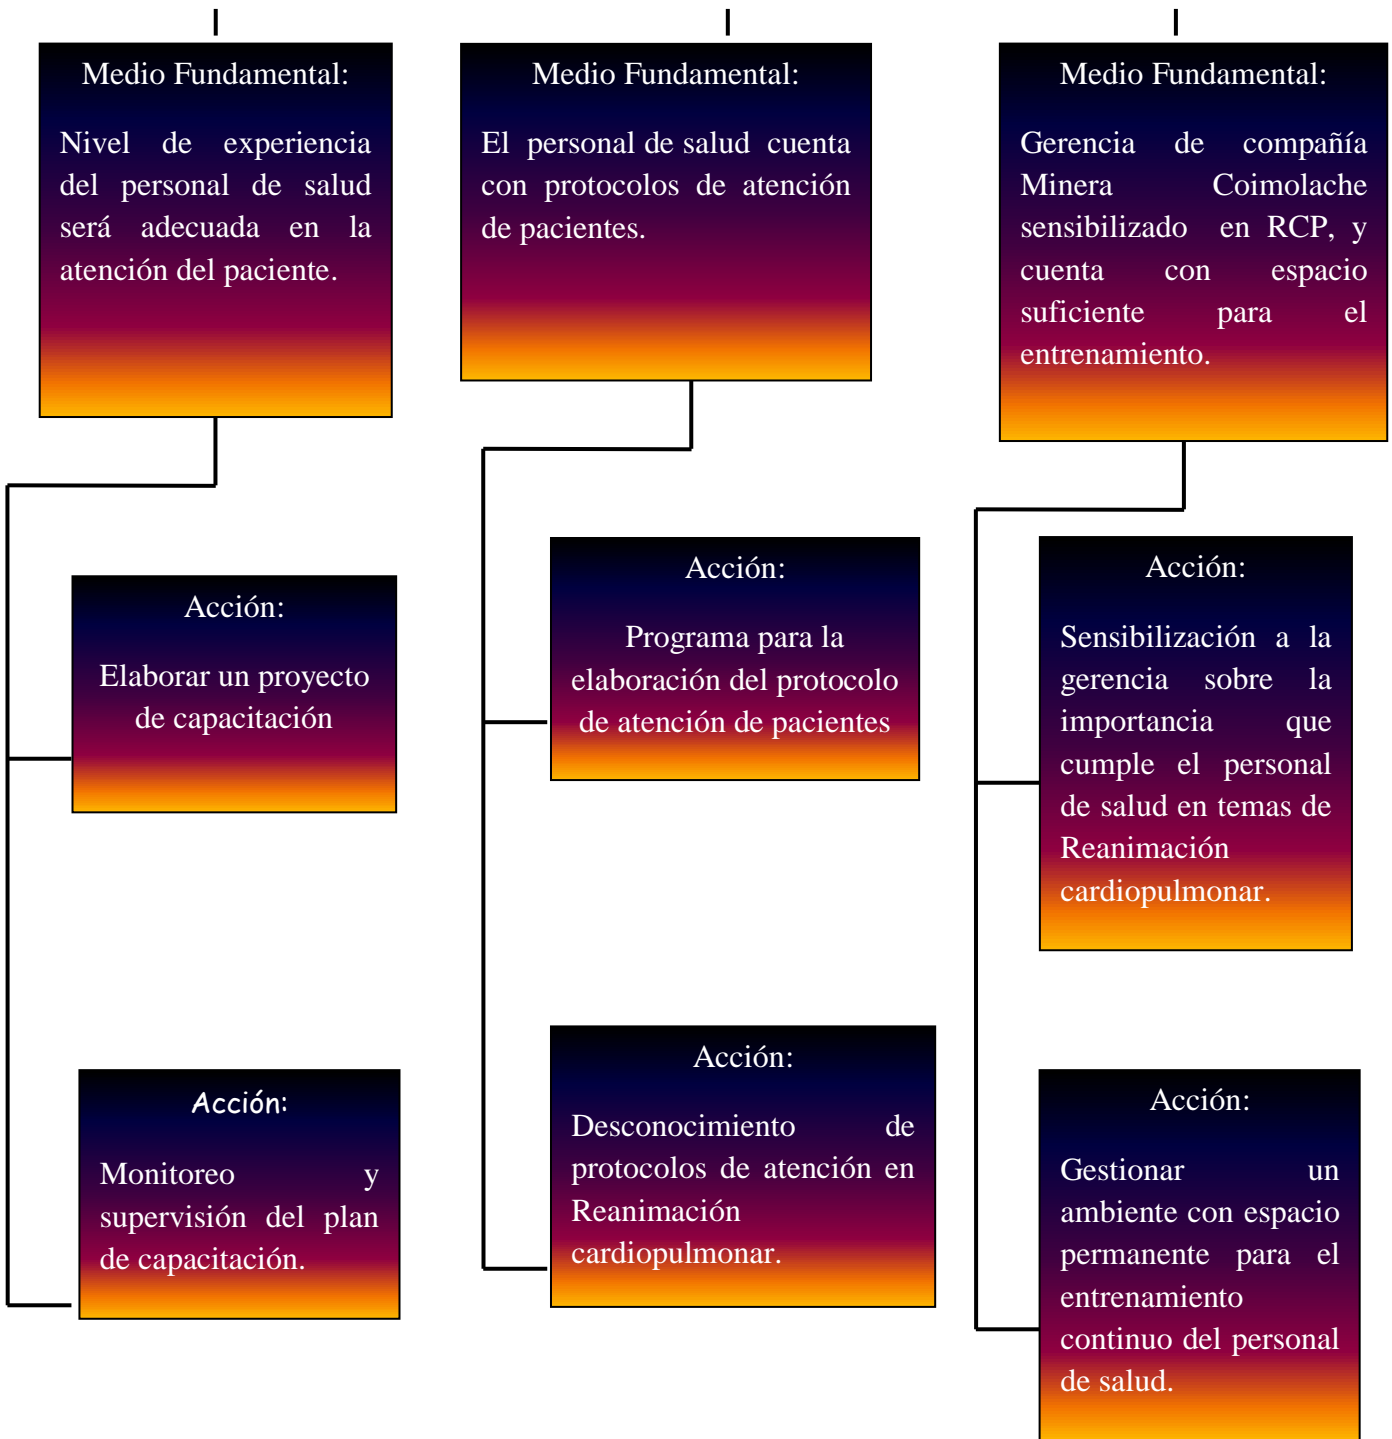 Medio Fundamental:
Nivel de experiencia
del personal de salud
será adecuada en la
atención del paciente.
Medio Fundamental:
El personal de salud cuenta
con protocolos de atención
de pacientes.
Medio Fundamental:
Gerencia de compañía
Minera Coimolache
sensibilizado en RCP, y
cuenta con espacio
suficiente para el
entrenamiento.
Acción:
Elaborar un proyecto
de capacitación
Acción:
Programa para la
elaboración del protocolo
de atención de pacientes
Acción:
Sensibilización a la
gerencia sobre la
importancia que
cumple el personal
de salud en temas de
Reanimación
cardiopulmonar.
Acción:
Monitoreo y
supervisión del plan
de capacitación.
Acción:
Desconocimiento de
protocolos de atención en
Reanimación
cardiopulmonar.
Acción:
Gestionar un
ambiente con espacio
permanente para el
entrenamiento
continuo del personal
de salud.